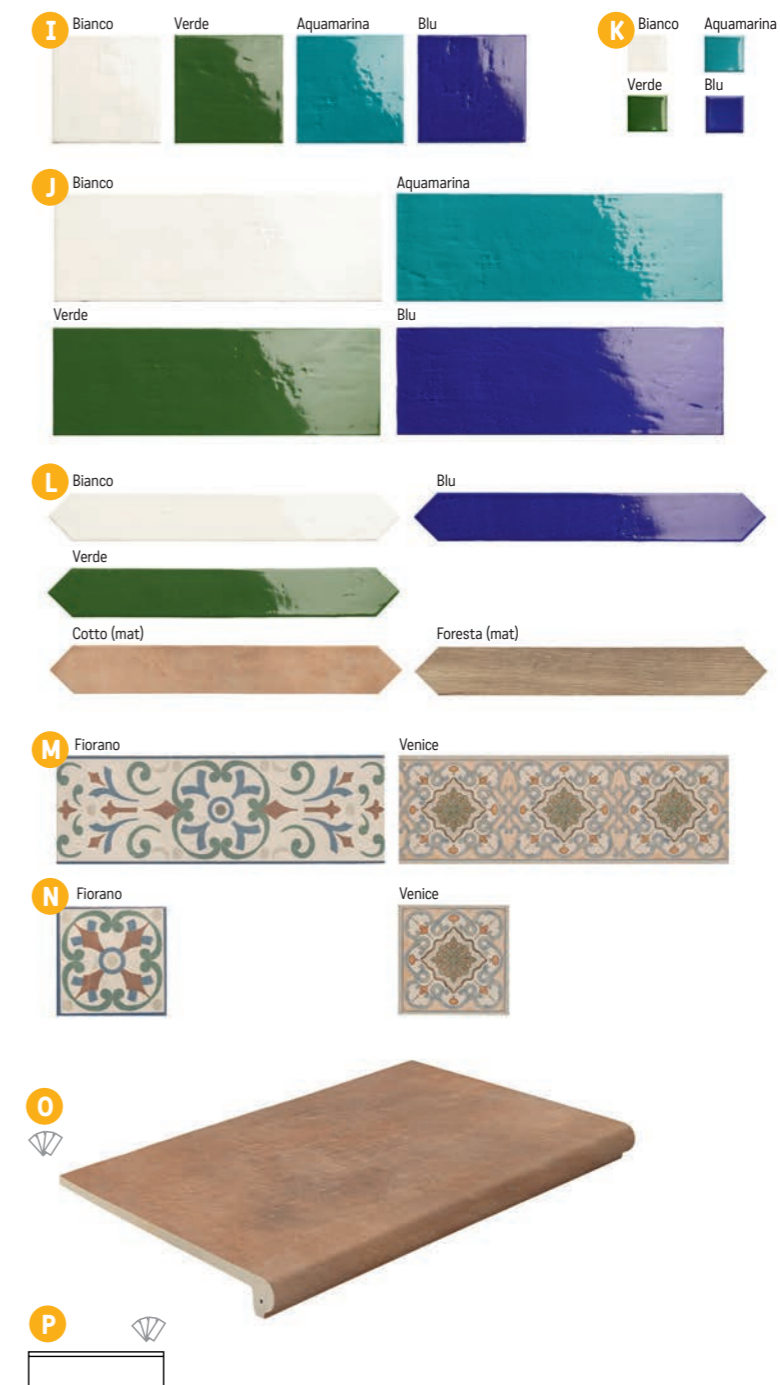 I Bianco Verde Aquamarina Blu
K Bianco Aquamarina
Verde Blu
J Bianco Aquamarina
Verde Blu
L Bianco Blu
Verde
Cotto (mat) Foresta (mat)
M Fiorano Venice
N Fiorano Venice
O
P